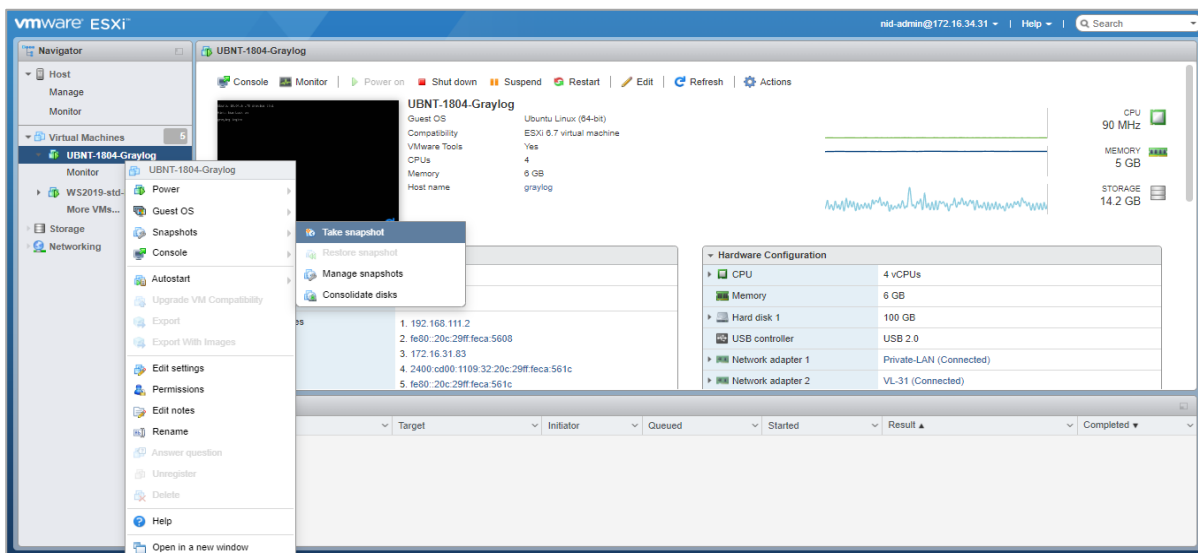 vmware ESXi™
nid-admin@172.16.34.31 | Help | Search
Navigator
Host
Manage
Monitor
Virtual Machines 5
UBNT-1804-Graylog
Monitor
WS2019-std-
More VMs...
Storage
Networking
UBNT-1804-Graylog
Console Monitor | Power on Shut down Suspend Restart | Edit | Refresh | Actions
UBNT-1804-Graylog
Guest OS Ubuntu Linux (64-bit)
Compatibility ESXi 6.7 virtual machine
VMware Tools Yes
CPUs 4
Memory 6 GB
Host name graylog
CPU
90 MHz
MEMORY
5 GB
STORAGE
14.2 GB
UBNT-1804-Graylog
Power
Guest OS
Snapshots
Console
Autostart
Upgrade VM Compatibility
Export
Export With Images
Edit settings
Permissions
Edit notes
Rename
Answer question
Unregister
Delete
Help
Open in a new window
Take snapshot
Restore snapshot
Manage snapshots
Consolidate disks
es
1. 192.168.111.2
2. fe80::20c:29ff:feca:5608
3. 172.16.31.83
4. 2400:cd00:1109:32:20c:29ff:feca:561c
5. fe80::20c:29ff:feca:561c
Hardware Configuration
CPU 4 vCPUs
Memory 6 GB
Hard disk 1 100 GB
USB controller USB 2.0
Network adapter 1 Private-LAN (Connected)
Network adapter 2 VL-31 (Connected)
Target Initiator Queued Started Result ▲ Completed ▼